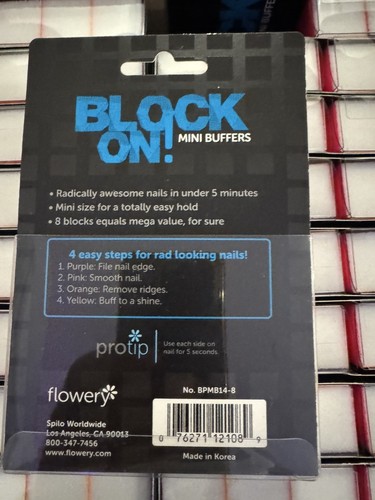 BLOCK
ON!
MINI BUFFERS
• Radically awesome nails in under 5 minutes
• Mini size for a totally easy hold
• 8 blocks equals mega value, for sure
4 easy steps for rad looking nails!
1. Purple: File nail edge.
2. Pink: Smooth nail.
3. Orange: Remove ridges.
4. Yellow: Buff to a shine.
protip
Use each side on
nail for 5 seconds.
flowery
No. BPMB14-8
Spilo Worldwide
Los Angeles, CA 90013
800-347-7456
www.flowery.com
0 76271 12108 9
Made in Korea